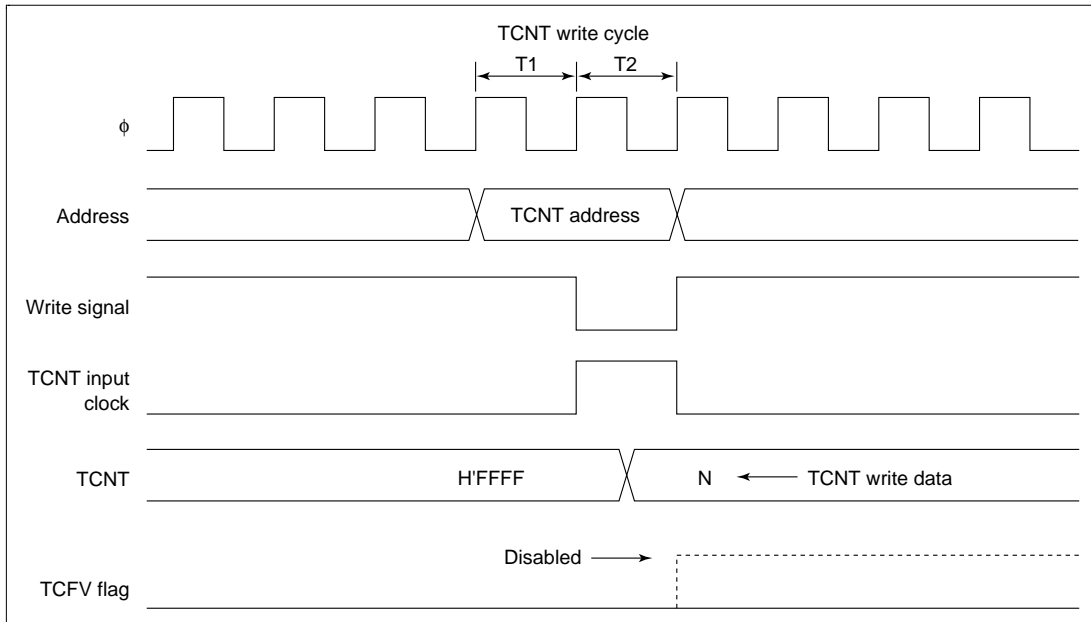 TCNT write cycle
T1 T2
ϕ
Address
TCNT address
Write signal
TCNT input
clock
TCNT
H'FFFF
N
TCNT write data
Disabled
TCFV flag